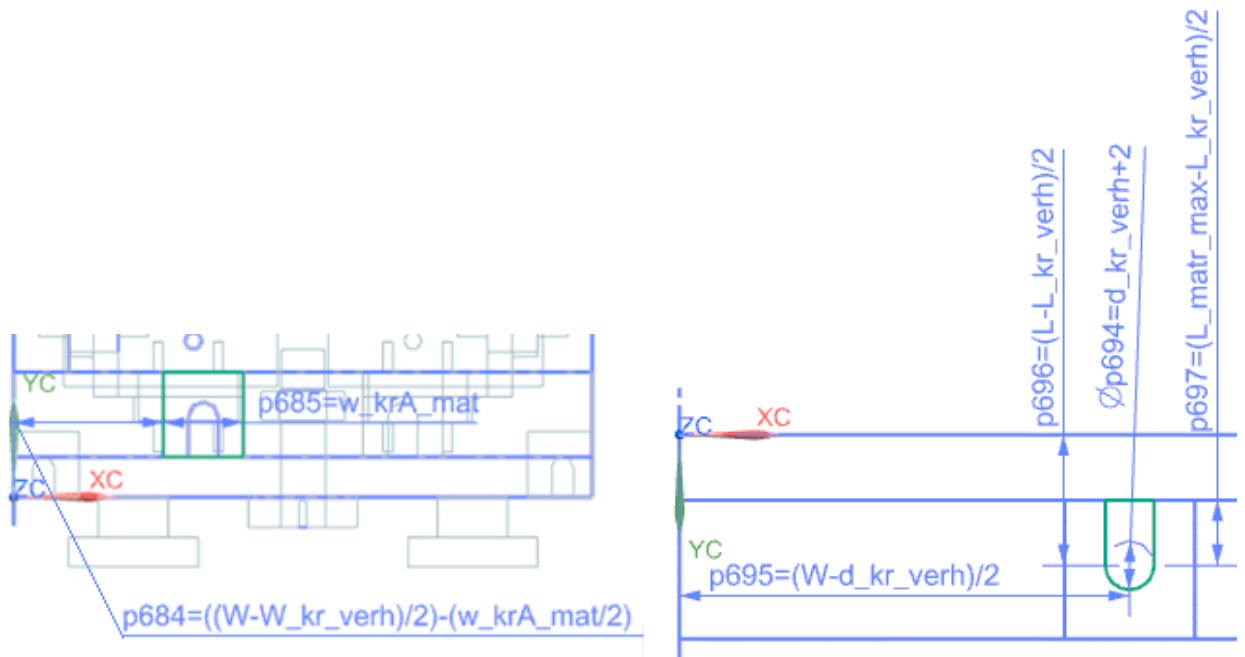 YC
p685=w_krA_mat
ZC
XC
p684=((W-W_kr_verh)/2)-(w_krA_mat/2)
p696=(L-L_kr_verh)/2
Øp694=d_kr_verh+2
p697=(L_matr_max-L_kr_verh)/2
ZC
XC
YC
p695=(W-d_kr_verh)/2